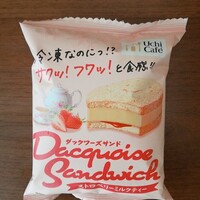 冷凍なのにっ!?
Uchi Café
サクッ!フワッ!と食感!!
ダックワーズサンド
Dacquoise
Sandwich
ストロベリーミルクティー